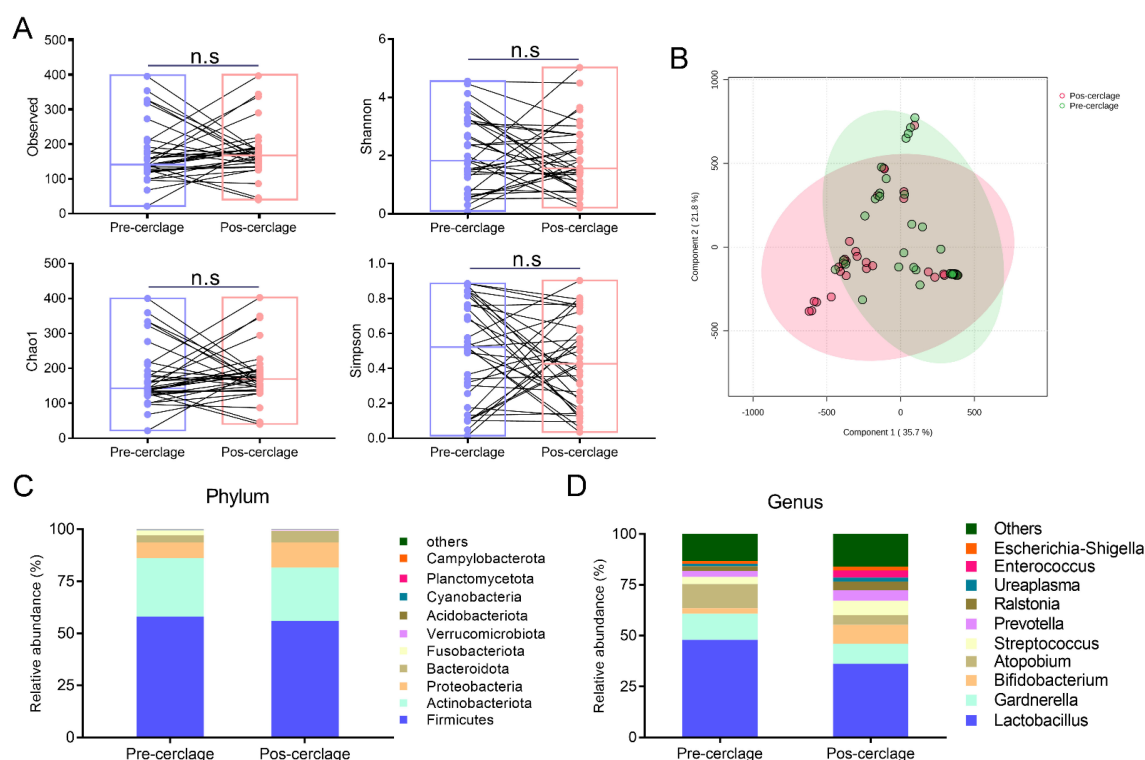 A
n.s
Observed
500
400
300
200
100
0
Pre-cerclage Pos-cerclage
n.s
Shannon
6
4
2
0
Pre-cerclage Pos-cerclage
n.s
Chao1
500
400
300
200
100
0
Pre-cerclage Pos-cerclage
n.s
Simpson
1.0
0.8
0.6
0.4
0.2
0.0
Pre-cerclage Pos-cerclage
B
Pos-cerclage
Pre-cerclage
Component 2 ( 21.8 %)
1000
500
0
-500
-1000 -500 0 500
Component 1 ( 35.7 %)
C
Phylum
Relative abundance (%)
100
75
50
25
0
Pre-cerclage Pos-cerclage
others
Campylobacterota
Planctomycetota
Cyanobacteria
Acidobacteriota
Verrucomicrobiota
Fusobacteriota
Bacteroidota
Proteobacteria
Actinobacteriota
Firmicutes
D
Genus
Relative abundance (%)
100
75
50
25
0
Pre-cerclage Pos-cerclage
Others
Escherichia-Shigella
Enterococcus
Ureaplasma
Ralstonia
Prevotella
Streptococcus
Atopobium
Bifidobacterium
Gardnerella
Lactobacillus